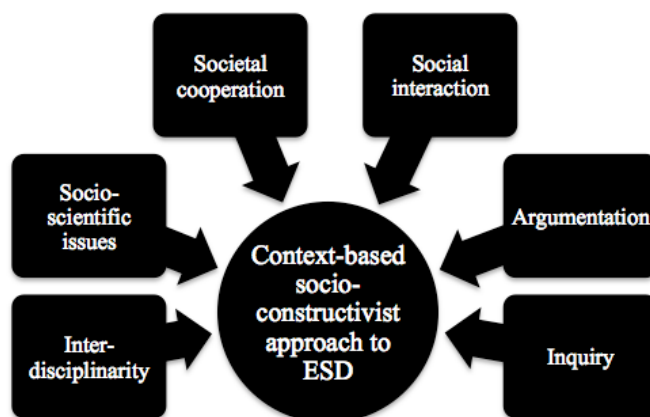 Societal
cooperation
Social
interaction
Socio-
scientific
issues
Argumentation
Context-based
socio-
constructivist
approach to
ESD
Inter-
disciplinarity
Inquiry